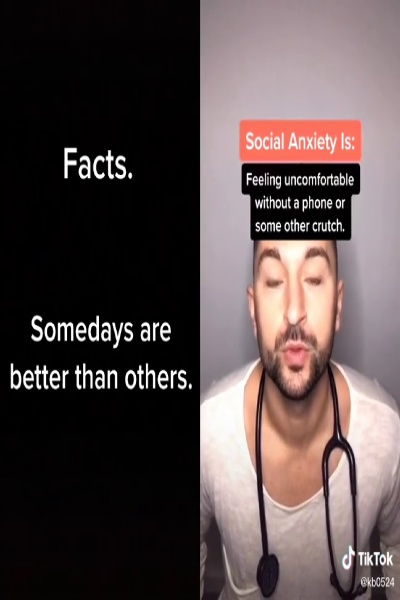 Facts.
Somedays are
better than others.
Social Anxiety Is:
Feeling uncomfortable
without a phone or
some other crutch.
TikTok
@kb0524